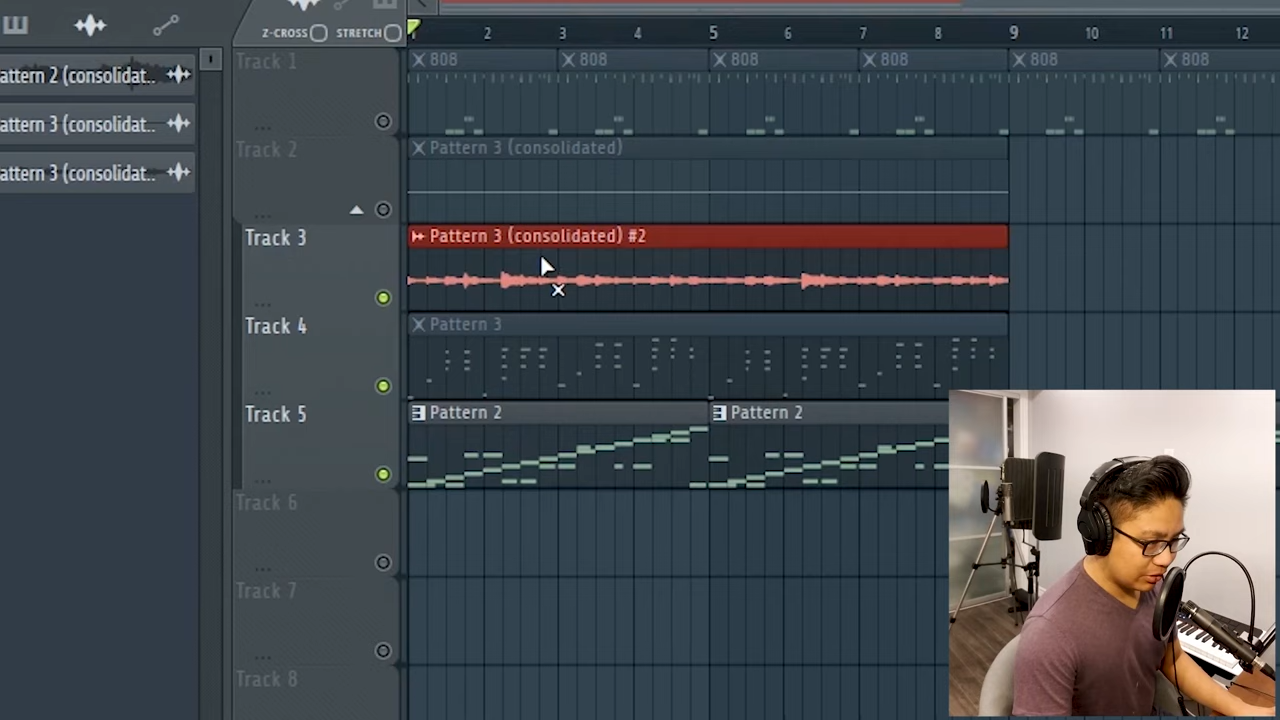 Z-CROSS STRETCH
2 3 4 5 6 7 8 9 10 11 12
attern 2 (consolidat..
attern 3 (consolidat..
attern 3 (consolidat..
Track 1
808 808 808 808 808 808
Track 2
Pattern 3 (consolidated)
Track 3
Pattern 3 (consolidated) #2
Track 4
Pattern 3
Track 5
Pattern 2 Pattern 2
Track 6
Track 7
Track 8